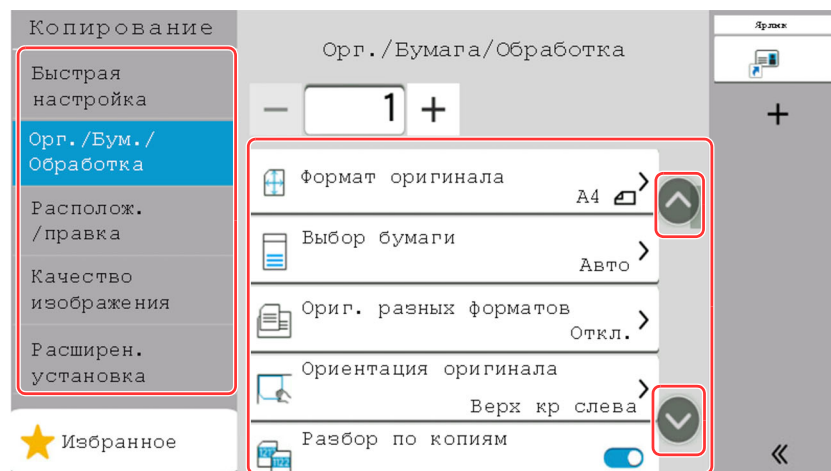 Копирование
Быстрая
настройка
Орг./Бум./
Обработка
Располож.
/правка
Качество
изображения
Расширен.
установка
Избранное
Орг./Бумага/Обработка
− 1 +
Формат оригинала
A4
Выбор бумаги
Авто
Ориг. разных форматов
Откл.
Ориентация оригинала
Верх кр слева
Разбор по копиям
Ярлык
+